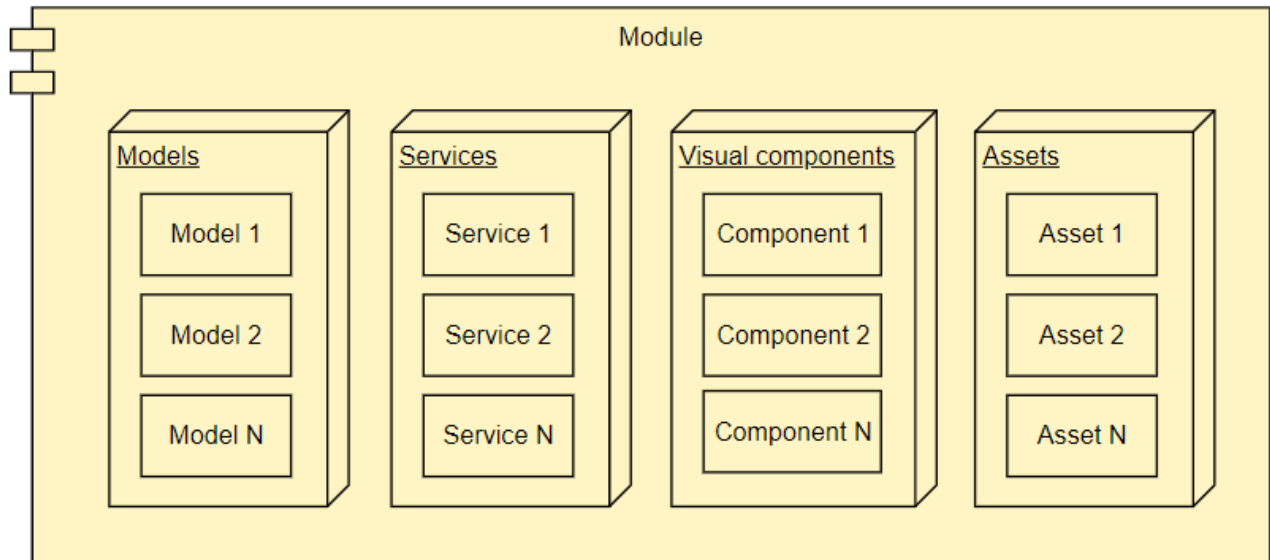 Module
Models
Model 1
Model 2
Model N
Services
Service 1
Service 2
Service N
Visual components
Component 1
Component 2
Component N
Assets
Asset 1
Asset 2
Asset N